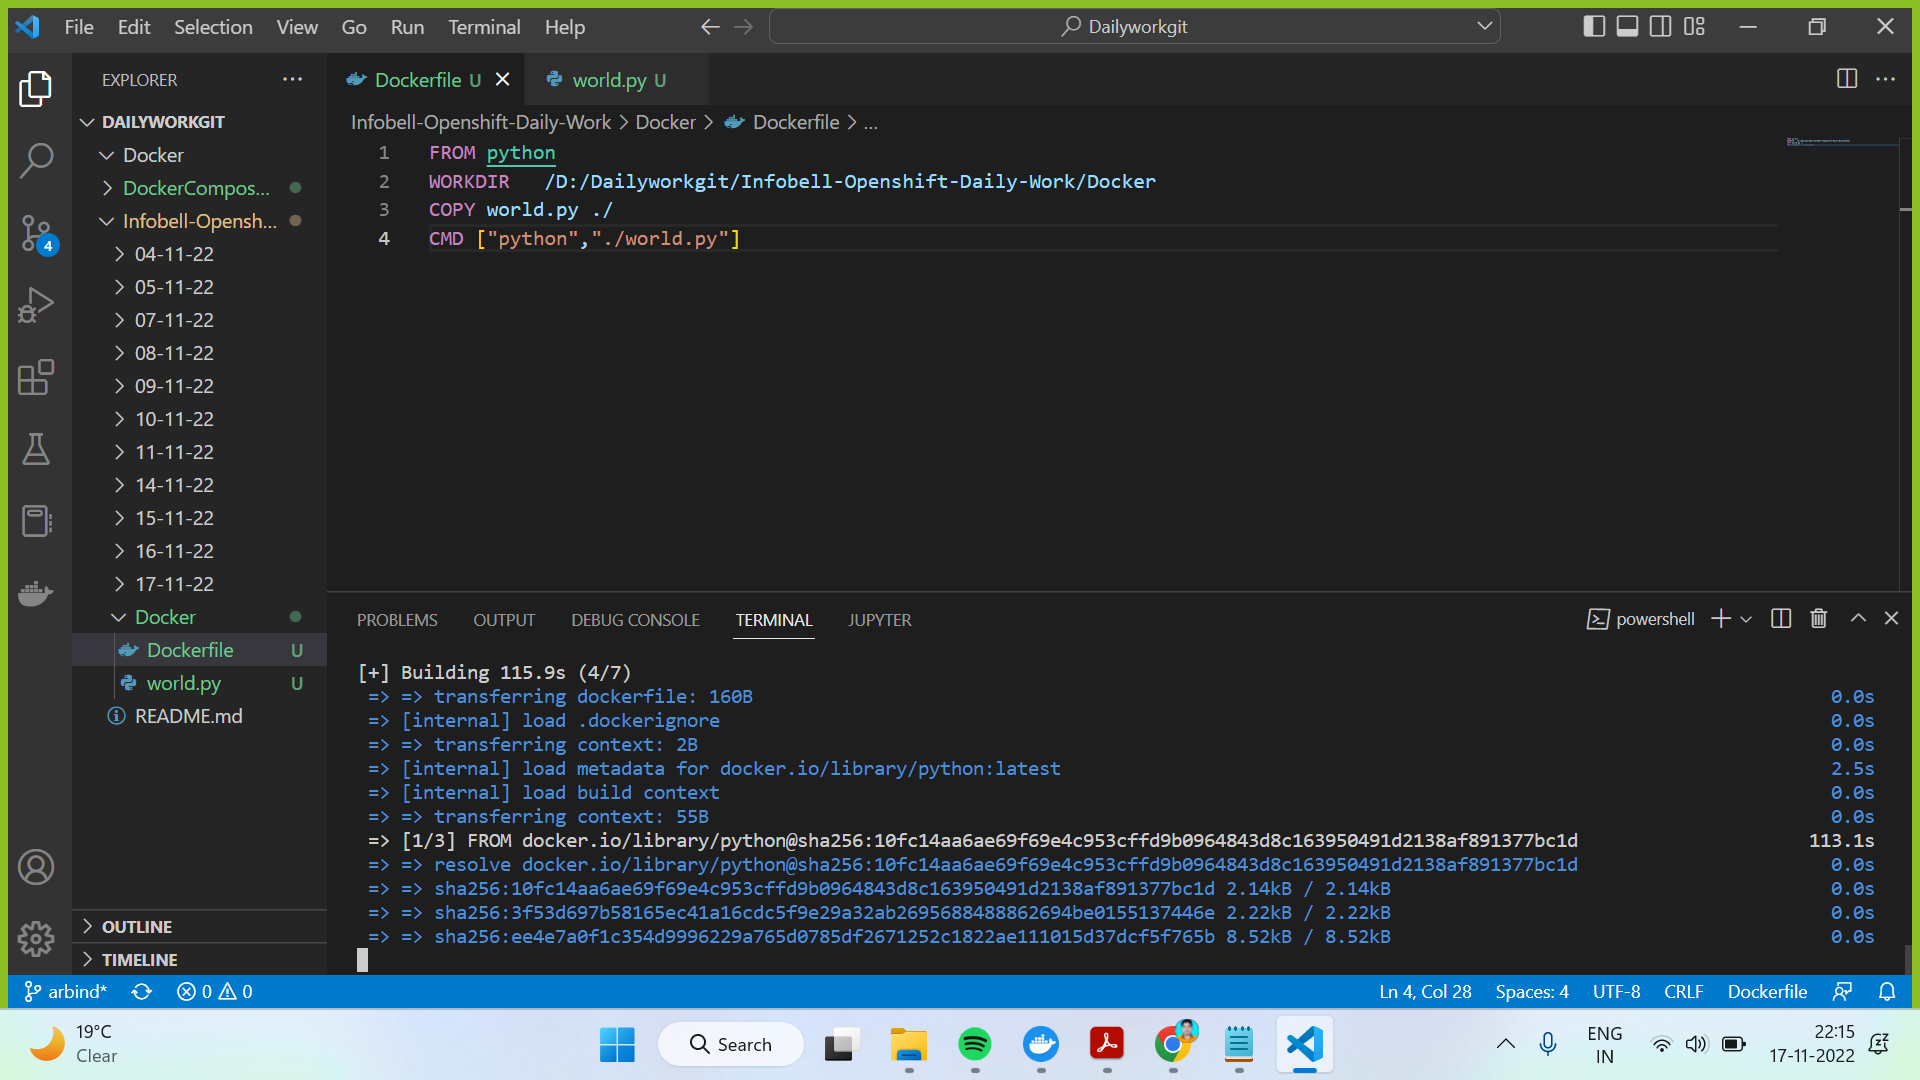 File Edit Selection View Go Run Terminal Help
Dailyworkgit
EXPLORER
DAILYWORKGIT
Docker
DockerCompos...
Infobell-Opensh...
04-11-22
05-11-22
07-11-22
08-11-22
09-11-22
10-11-22
11-11-22
14-11-22
15-11-22
16-11-22
17-11-22
Docker
Dockerfile U
world.py U
README.md
OUTLINE
TIMELINE
4
Dockerfile U
world.py U
Infobell-Openshift-Daily-Work > Docker > Dockerfile > ...
1 FROM python
2 WORKDIR /D:/Dailyworkgit/Infobell-Openshift-Daily-Work/Docker
3 COPY world.py ./
4 CMD ["python","./world.py"]
PROBLEMS OUTPUT DEBUG CONSOLE TERMINAL JUPYTER
powershell
[+] Building 115.9s (4/7)
=> => transferring dockerfile: 160B 0.0s
=> [internal] load .dockerignore 0.0s
=> => transferring context: 2B 0.0s
=> [internal] load metadata for docker.io/library/python:latest 2.5s
=> [internal] load build context 0.0s
=> => transferring context: 55B 0.0s
=> [1/3] FROM docker.io/library/python@sha256:10fc14aa6ae69f69e4c953cffd9b0964843d8c163950491d2138af891377bc1d 113.1s
=> => resolve docker.io/library/python@sha256:10fc14aa6ae69f69e4c953cffd9b0964843d8c163950491d2138af891377bc1d 0.0s
=> => sha256:10fc14aa6ae69f69e4c953cffd9b0964843d8c163950491d2138af891377bc1d 2.14kB / 2.14kB 0.0s
=> => sha256:3f53d697b58165ec41a16cdc5f9e29a32ab2695688488862694be0155137446e 2.22kB / 2.22kB 0.0s
=> => sha256:ee4e7a0f1c354d9996229a765d0785df2671252c1822ae111015d37dcf5f765b 8.52kB / 8.52kB 0.0s
arbind* 0 0
Ln 4, Col 28 Spaces: 4 UTF-8 CRLF Dockerfile
19°C
Clear
Search
ENG
IN
22:15
17-11-2022